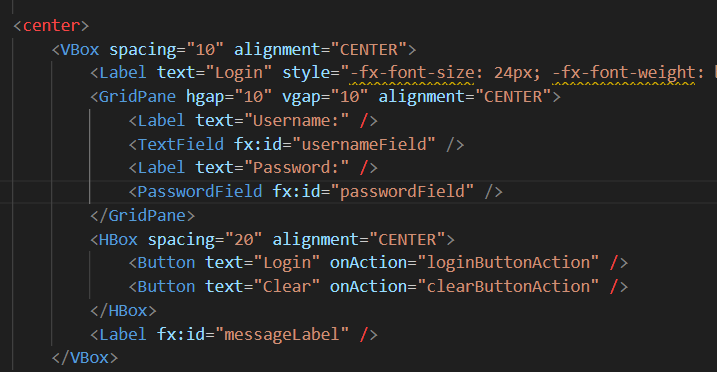 <center>
<VBox spacing="10" alignment="CENTER">
<Label text="Login" style="-fx-font-size: 24px; -fx-font-weight:
<GridPane hgap="10" vgap="10" alignment="CENTER">
<Label text="Username:" />
<TextField fx:id="usernameField" />
<Label text="Password:" />
<PasswordField fx:id="passwordField" />
</GridPane>
<HBox spacing="20" alignment="CENTER">
<Button text="Login" onAction="loginButtonAction" />
<Button text="Clear" onAction="clearButtonAction" />
</HBox>
<Label fx:id="messageLabel" />
</VBox>